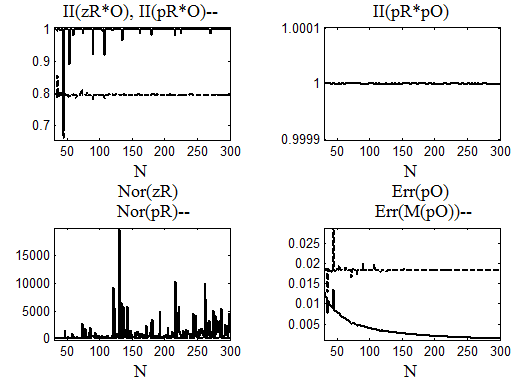 II(zR*O), II(pR*O)--
1
0.9
0.8
0.7
50 100 150 200 250 300
N
II(pR*pO)
1.0001
1
0.9999
50 100 150 200 250 300
N
Nor(zR)
Nor(pR)--
15000
10000
5000
0
50 100 150 200 250 300
N
Err(pO)
Err(M(pO))--
0.025
0.02
0.015
0.01
0.005
50 100 150 200 250 300
N